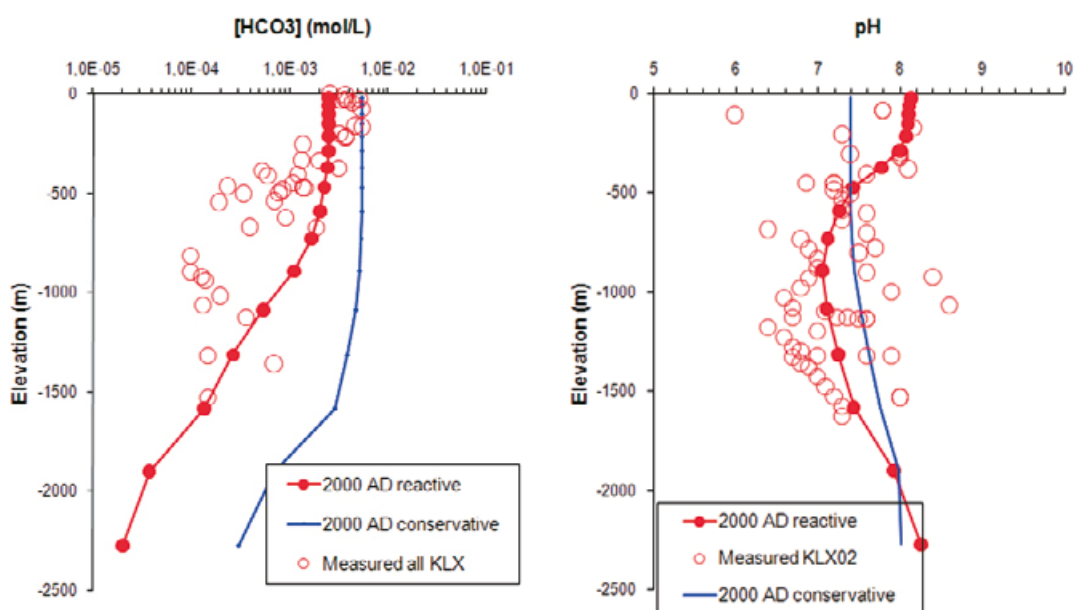 [HCO3] (mol/L)
1,0E-05 1,0E-04 1,0E-03 1,0E-02 1,0E-01
0
-500
-1000
-1500
-2000
-2500
Elevation (m)
2000 AD reactive
2000 AD conservative
Measured all KLX
pH
5 6 7 8 9 10
0
-500
-1000
-1500
-2000
-2500
Elevation (m)
2000 AD reactive
Measured KLX02
2000 AD conservative